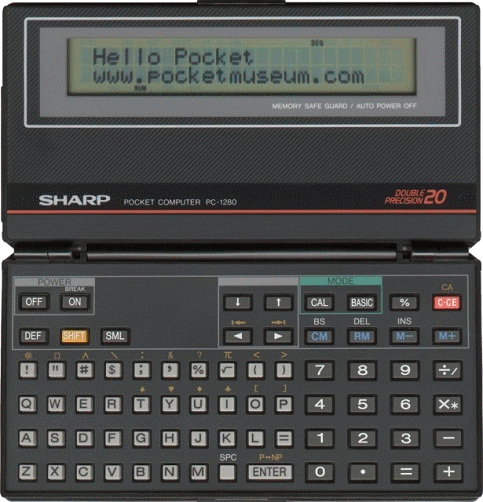 DEG
Hello Pocket
www.pocketmuseum.com
RUN
MEMORY SAFE GUARD / AUTO POWER OFF
SHARP POCKET COMPUTER PC-1280 DOUBLE PRECISION 20
POWER MODE
BREAK CA
OFF ON ↓ ↑ CAL BASIC % C·CE
BS DEL INS
DEF SHIFT SML ◄ ► CM RM M− M+
@ □ ∧ \ : & ? π < >
! " # $ ; , % √ ( ) 7 8 9 ÷/
♠ ♥ ♦ ♣ [ ]
Q W E R T Y U I O P 4 5 6 ×*
A S D F G H J K L = 1 2 3 −
SPC P↔NP
Z X C V B N M ENTER 0 · = +